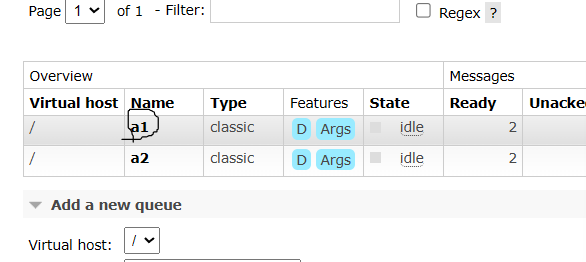 Page 1 of 1 - Filter: Regex ?
Overview Messages
Virtual host Name Type Features State Ready Unacke
/ a1 classic D Args idle 2
/ a2 classic D Args idle 2
Add a new queue
Virtual host: /